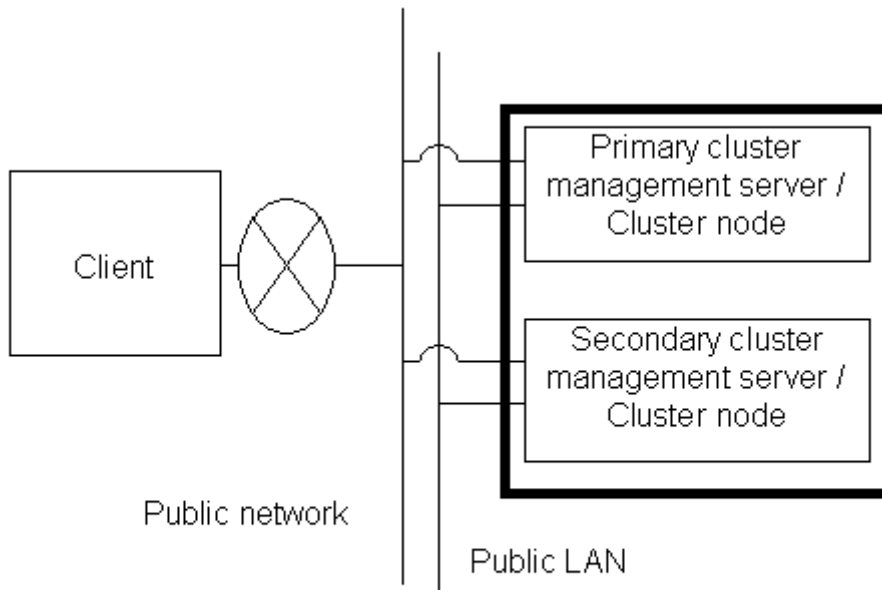 Primary cluster
management server /
Cluster node
Client
Secondary cluster
management server /
Cluster node
Public network
Public LAN